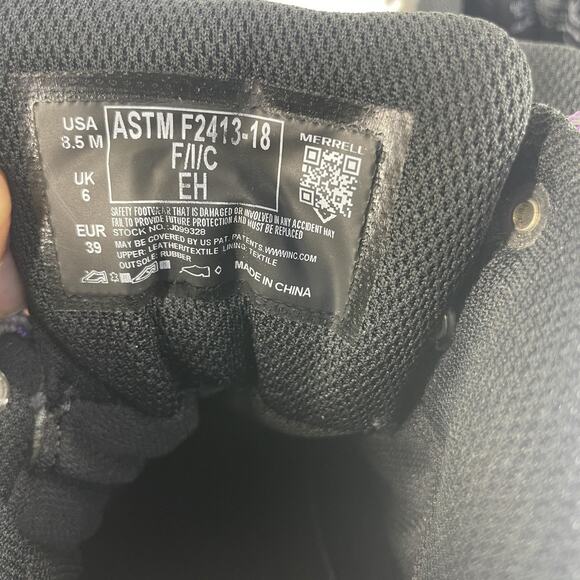 USA
8.5 M
UK
6
EUR
39
ASTM F2413-18
F/I/C
EH
MERRELL
SAFETY FOOTWEAR THAT IS DAMAGED OR INVOLVED IN ANY ACCIDENT MAY
FAIL TO PROVIDE FUTURE PROTECTION AND MUST BE REPLACED
STOCK NO.: J099328
MAY BE COVERED BY US PAT. PATENTS.WWWINC.COM
UPPER: LEATHER/TEXTILE LINING: TEXTILE
OUTSOLE: RUBBER
MADE IN CHINA